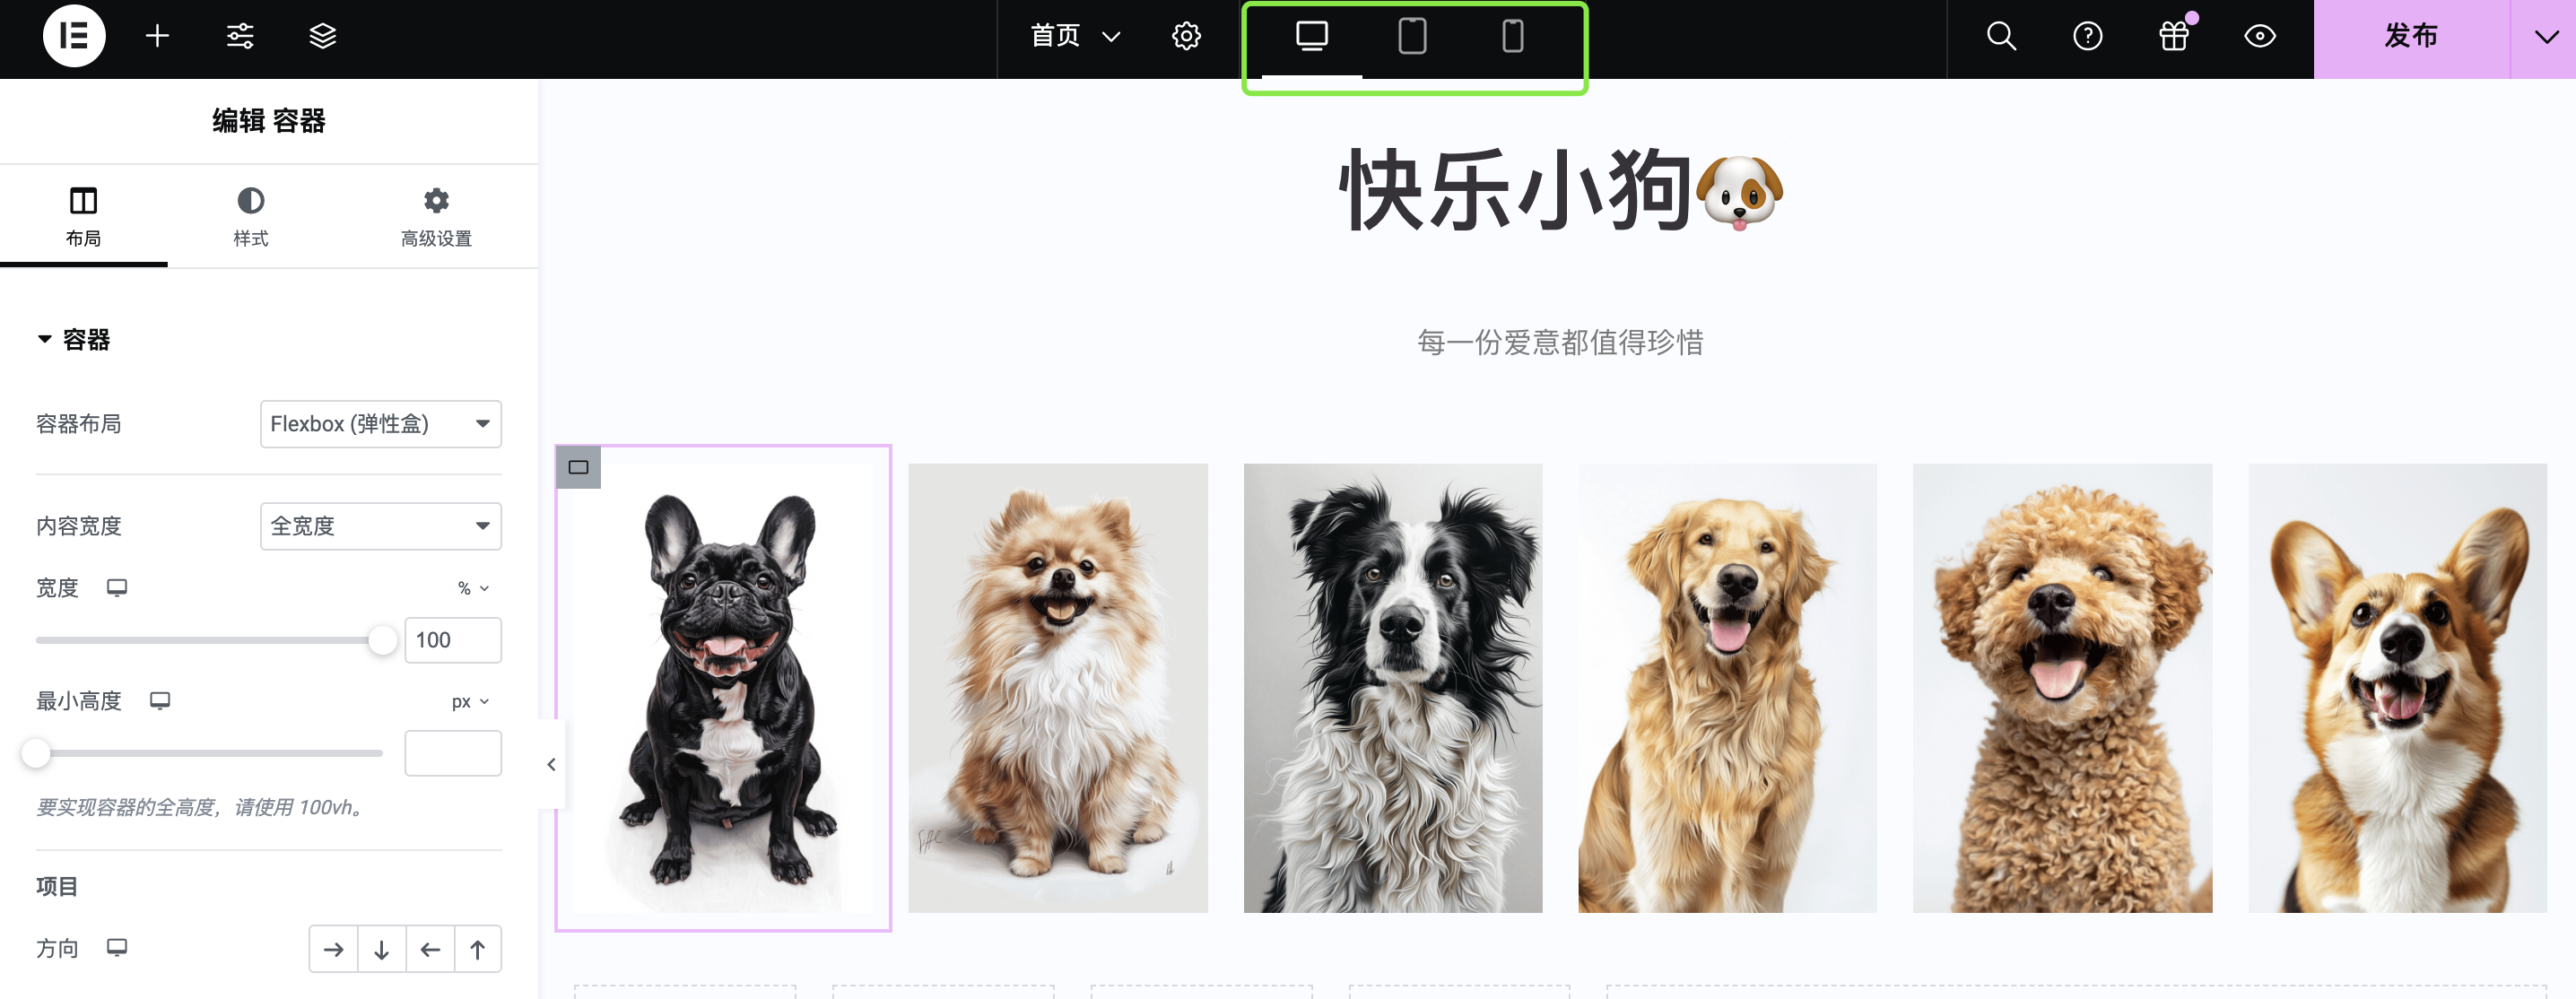 首页
发布
编辑 容器
布局
样式
高级设置
快乐小狗
每一份爱意都值得珍惜
容器
容器布局
Flexbox (弹性盒)
内容宽度
全宽度
宽度
%
100
最小高度
px
要实现容器的全高度，请使用 100vh。
项目
方向